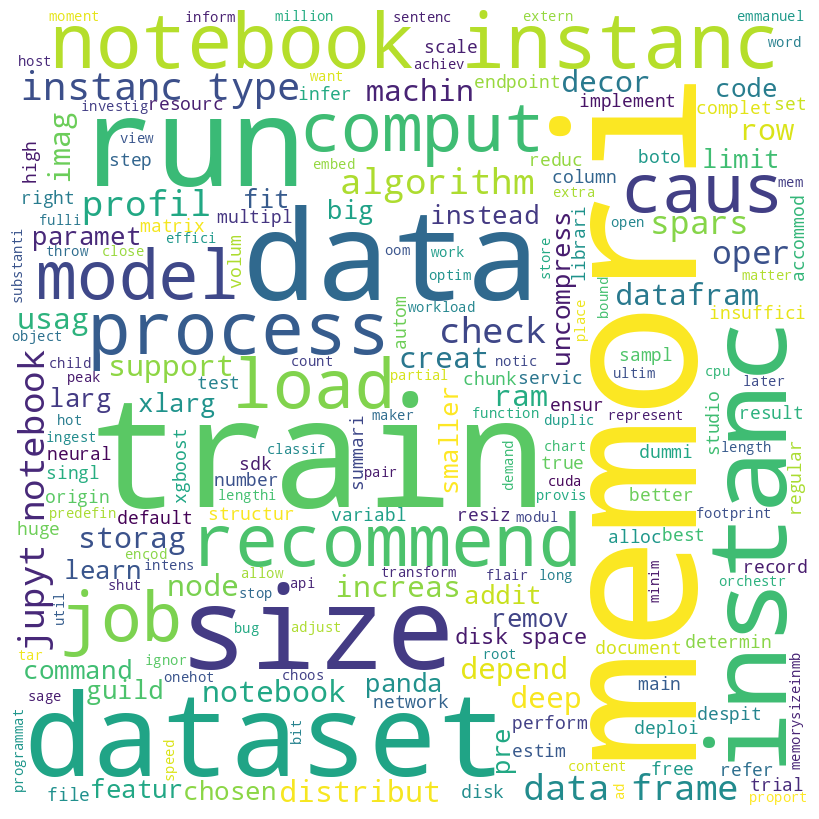 moment inform million sentenc extern emmanuel
notebook instanc
host scale achiev word
instanc type machin endpoint decor code
investig resourc infer want implement complet set
run comput memori
high imag view step embed reduc boto row
right profil fit algorithm column limit mem
fulli multipl extra caus
paramet matrix big instead librari spars accommod
substanti throw close effici volum oom work store open matter
model data optim uncompress bound oper
workload place datafram
usag object process autom check notic insuffici
support child peak count creat partial sampl ultim cpu later
jupyt notebook larg hot test load chunk servic represent
xlarg duplic ram ensur chart function studio result
ingest neural train classif maker smaller true dummi length
singl xgboost sdk summari pair demand cuda better regular
origin number lengthi provis instanc
predefin default structur variabl resiz modul alloc best footprint
huge encod storag recommend record
learn intens allow api transform flair long minim orchestr
util shut node stop increas addit
job bug adjust root remov document determin
tar ignor size disk space
command onehot choos depend main
sage guild notebook panda deep despit
dataset network perform deploi memorysizeinmb
programmat bit pre estim free refer trial
speed content
file featur chosen distribut disk data frame ad proport